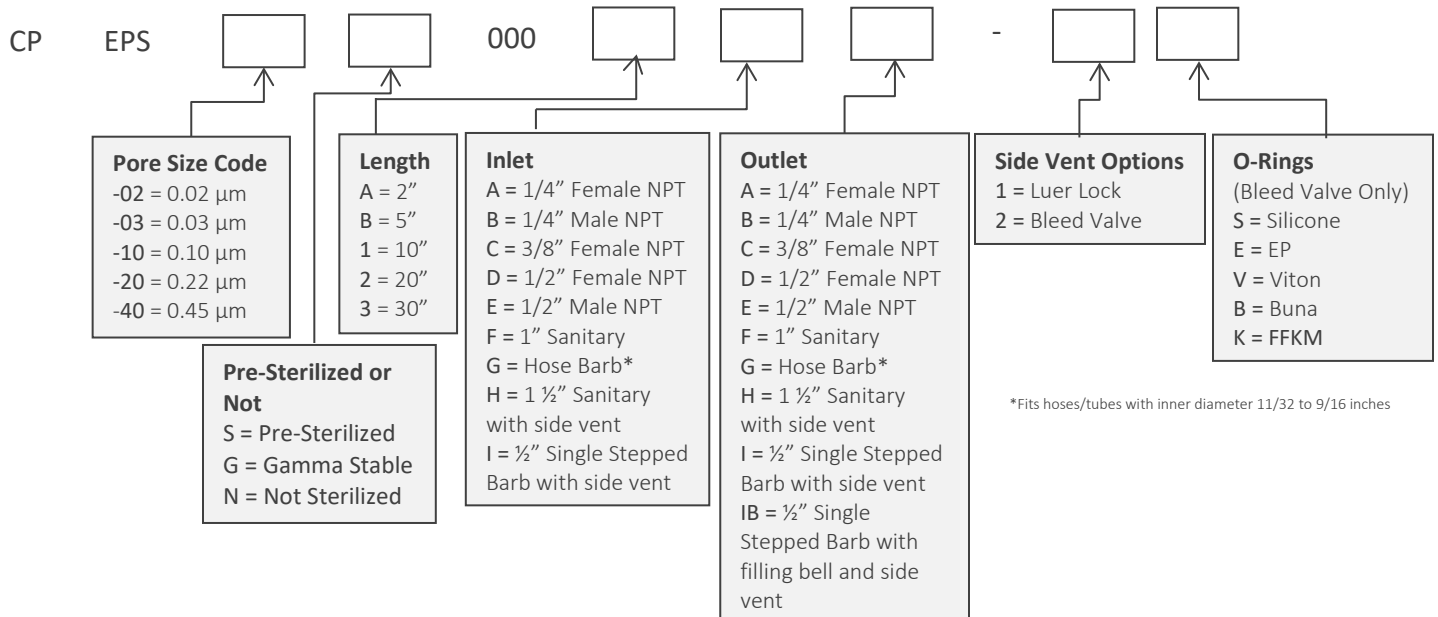 CP EPS 000 -
Pore Size Code
-02 = 0.02 µm
-03 = 0.03 µm
-10 = 0.10 µm
-20 = 0.22 µm
-40 = 0.45 µm
Pre-Sterilized or
Not
S = Pre-Sterilized
G = Gamma Stable
N = Not Sterilized
Length
A = 2”
B = 5”
1 = 10”
2 = 20”
3 = 30”
Inlet
A = 1/4” Female NPT
B = 1/4” Male NPT
C = 3/8” Female NPT
D = 1/2” Female NPT
E = 1/2” Male NPT
F = 1” Sanitary
G = Hose Barb*
H = 1 ½” Sanitary
with side vent
I = ½” Single Stepped
Barb with side vent
Outlet
A = 1/4” Female NPT
B = 1/4” Male NPT
C = 3/8” Female NPT
D = 1/2” Female NPT
E = 1/2” Male NPT
F = 1” Sanitary
G = Hose Barb*
H = 1 ½” Sanitary
with side vent
I = ½” Single Stepped
Barb with side vent
IB = ½” Single
Stepped Barb with
filling bell and side
vent
Side Vent Options
1 = Luer Lock
2 = Bleed Valve
O-Rings
(Bleed Valve Only)
S = Silicone
E = EP
V = Viton
B = Buna
K = FFKM
*Fits hoses/tubes with inner diameter 11/32 to 9/16 inches